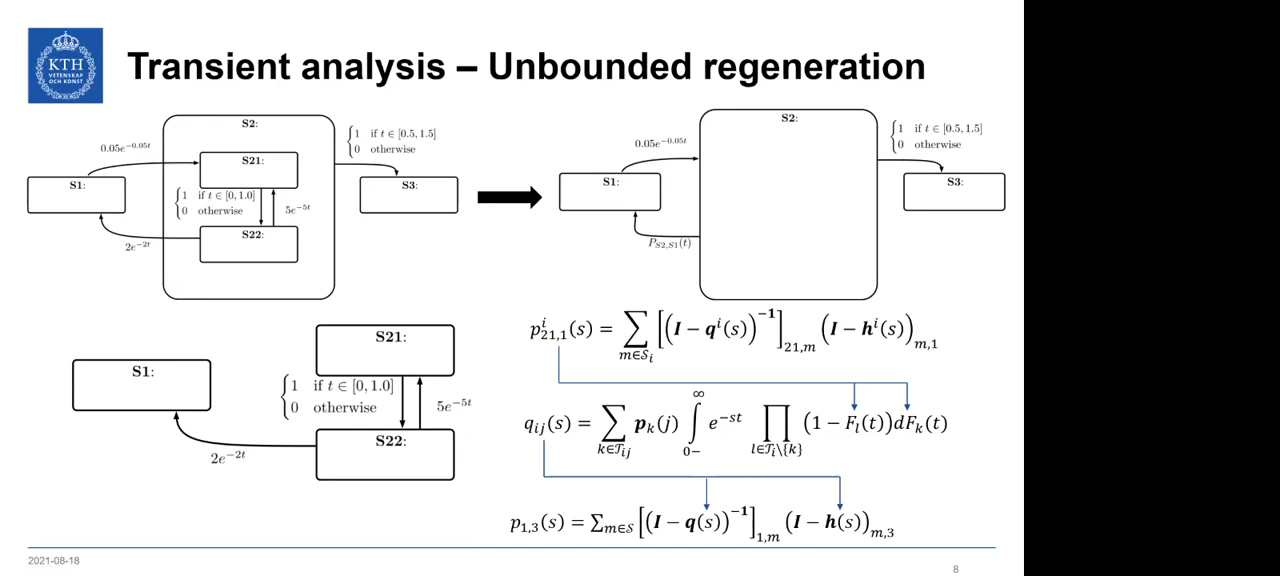 KTH
VETENSKAP
OCH KONST
Transient analysis – Unbounded regeneration
S2:
S21:
S22:
S1:
S3:
0.05e^{-0.05t}
{1 if t ∈ [0.5, 1.5]
0 otherwise
{1 if t ∈ [0, 1.0]
0 otherwise
5e^{-5t}
2e^{-2t}
S2:
S1:
S3:
0.05e^{-0.05t}
{1 if t ∈ [0.5, 1.5]
0 otherwise
P_{S2,S1}(t)
S1:
S21:
S22:
{1 if t ∈ [0, 1.0]
0 otherwise
5e^{-5t}
2e^{-2t}
p^i_{21,1}(s) = ∑_{m∈𝒮_i} [(I − q^i(s))^{-1}]_{21,m} (I − h^i(s))_{m,1}
q_{ij}(s) = ∑_{k∈𝒯_{ij}} p_k(j) ∫_{0−}^{∞} e^{-st} ∏_{l∈𝒯_i\{k}} (1 − F_l(t))dF_k(t)
p_{1,3}(s) = ∑_{m∈𝒮} [(I − q(s))^{-1}]_{1,m} (I − h(s))_{m,3}
2021-08-18
8